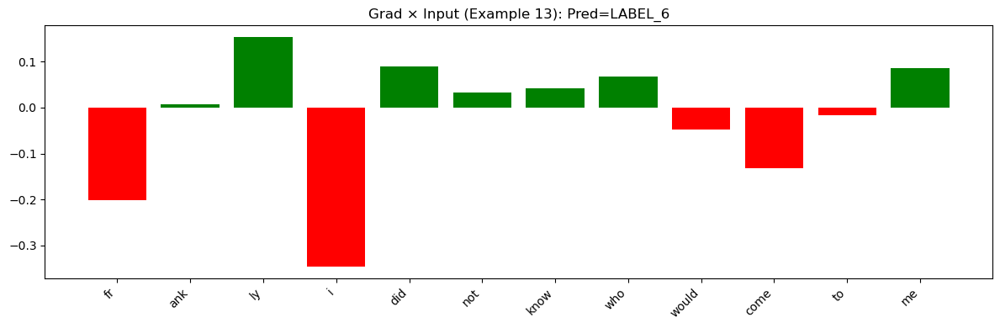 Grad × Input (Example 13): Pred=LABEL_6
0.1
0.0
−0.1
−0.2
−0.3
fr ank ly i did not know who would come to me